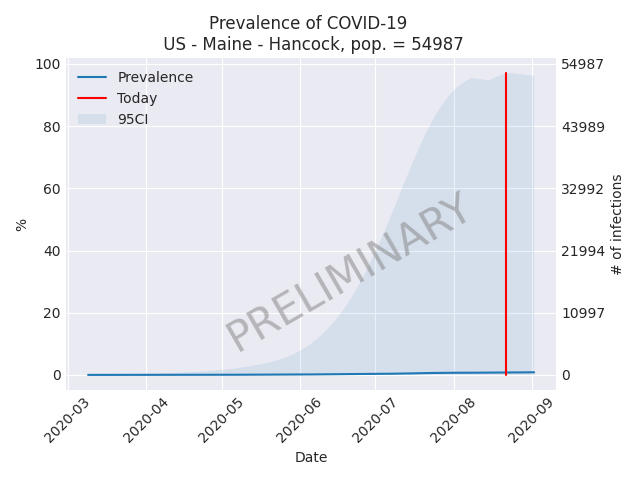 Prevalence of COVID-19
US - Maine - Hancock, pop. = 54987
100
80
60
40
20
0
%
Prevalence
Today
95CI
PRELIMINARY
54987
43989
32992
21994
10997
0
# of infections
2020-03
2020-04
2020-05
2020-06
2020-07
2020-08
2020-09
Date